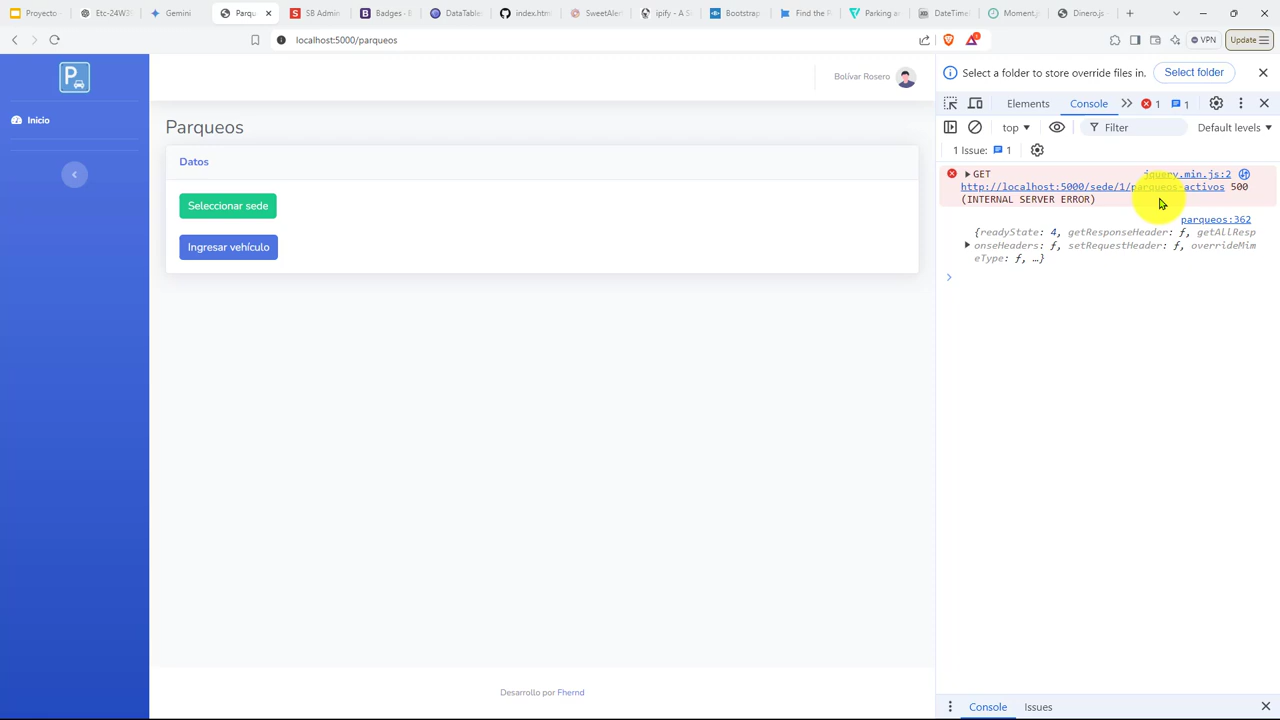 Proyecto -
Etc-24W35
Gemini
Parqu
SB Admin
Badges - B
DataTable
index.htm
SweetAler
ipify - A S
Bootstrap
Find the R
Parking an
DateTime
Moment.j
Dinero.js -
localhost:5000/parqueos
VPN
Update
P
Inicio
Bolívar Rosero
Parqueos
Datos
Seleccionar sede
Ingresar vehículo
Desarrollo por Fhernd
Select a folder to store override files in.
Select folder
Elements
Console
1
1
top
Filter
Default levels
1 Issue:
1
GET
jquery.min.js:2
http://localhost:5000/sede/1/parqueos-activos 500
(INTERNAL SERVER ERROR)
parqueos:362
{readyState: 4, getResponseHeader: ƒ, getAllResp
onseHeaders: ƒ, setRequestHeader: ƒ, overrideMim
eType: ƒ, …}
Console
Issues